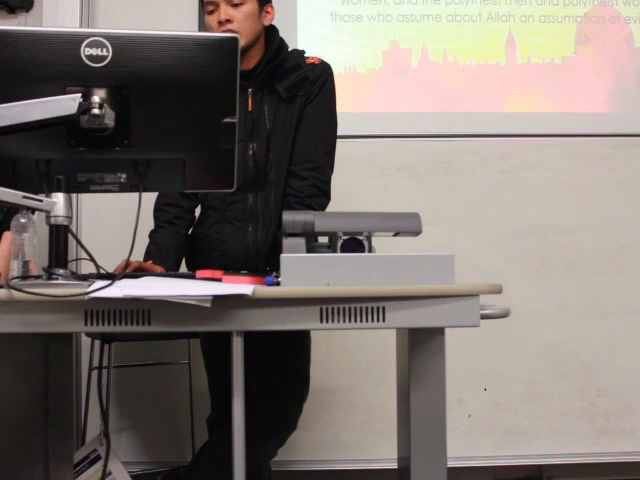 women, and the polytheist men and polytheist wo
those who assume about Allah an assumption of evi
DELL